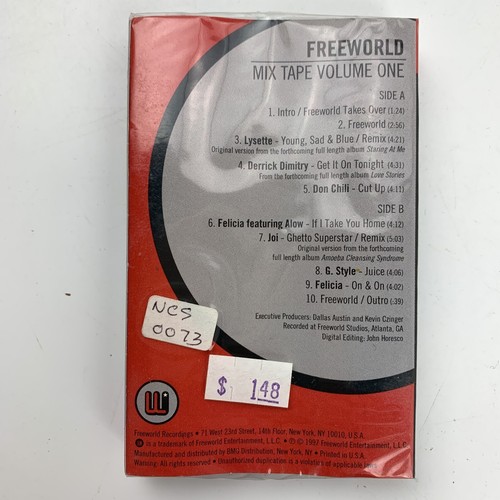 FREEWORLD
MIX TAPE VOLUME ONE
SIDE A
1. Intro / Freeworld Takes Over (1:24)
2. Freeworld (2:56)
3. Lysette - Young, Sad & Blue / Remix (4:21)
Original version from the forthcoming full length album Staring At Me
4. Derrick Dimitry - Get It On Tonight (4:31)
From the forthcoming full length album Love Stories
5. Don Chili - Cut Up (4:11)
SIDE B
6. Felicia featuring Alow - If I Take You Home (4:12)
7. Joi - Ghetto Superstar / Remix (5:03)
Original version from the forthcoming
full length album Amoeba Cleansing Syndrome
8. G. Style - Juice (4:06)
9. Felicia - On & On (4:02)
10. Freeworld / Outro (:39)
Executive Producers: Dallas Austin and Kevin Czinger
Recorded at Freeworld Studios, Atlanta, GA
Digital Editing: John Horesco
NCS
0073
$ 148
Freeworld Recordings • 71 West 23rd Street, 14th Floor, New York, NY 10010, U.S.A.
is a trademark of Freeworld Entertainment, L.L.C. • ℗ © 1997 Freeworld Entertainment, L.L.C.
Manufactured and distributed by BMG Distribution, New York, NY • Printed in U.S.A.
Warning: All rights reserved • Unauthorized duplication is a violation of applicable laws